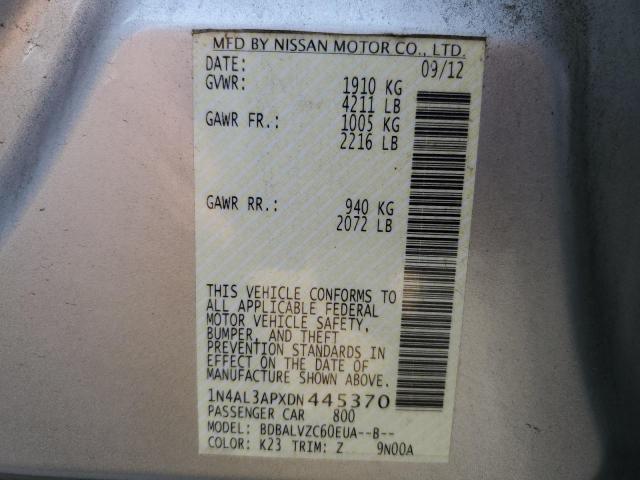 MFD BY NISSAN MOTOR CO., LTD.
DATE: 09/12
GVWR: 1910 KG
4211 LB
GAWR FR.: 1005 KG
2216 LB
GAWR RR.: 940 KG
2072 LB
THIS VEHICLE CONFORMS TO
ALL APPLICABLE FEDERAL
MOTOR VEHICLE SAFETY,
BUMPER, AND THEFT
PREVENTION STANDARDS IN
EFFECT ON THE DATE OF
MANUFACTURE SHOWN ABOVE.
1N4AL3APXDN445370
PASSENGER CAR 800
MODEL: BDBALVZC60EUA--B--
COLOR: K23 TRIM: Z 9N00A